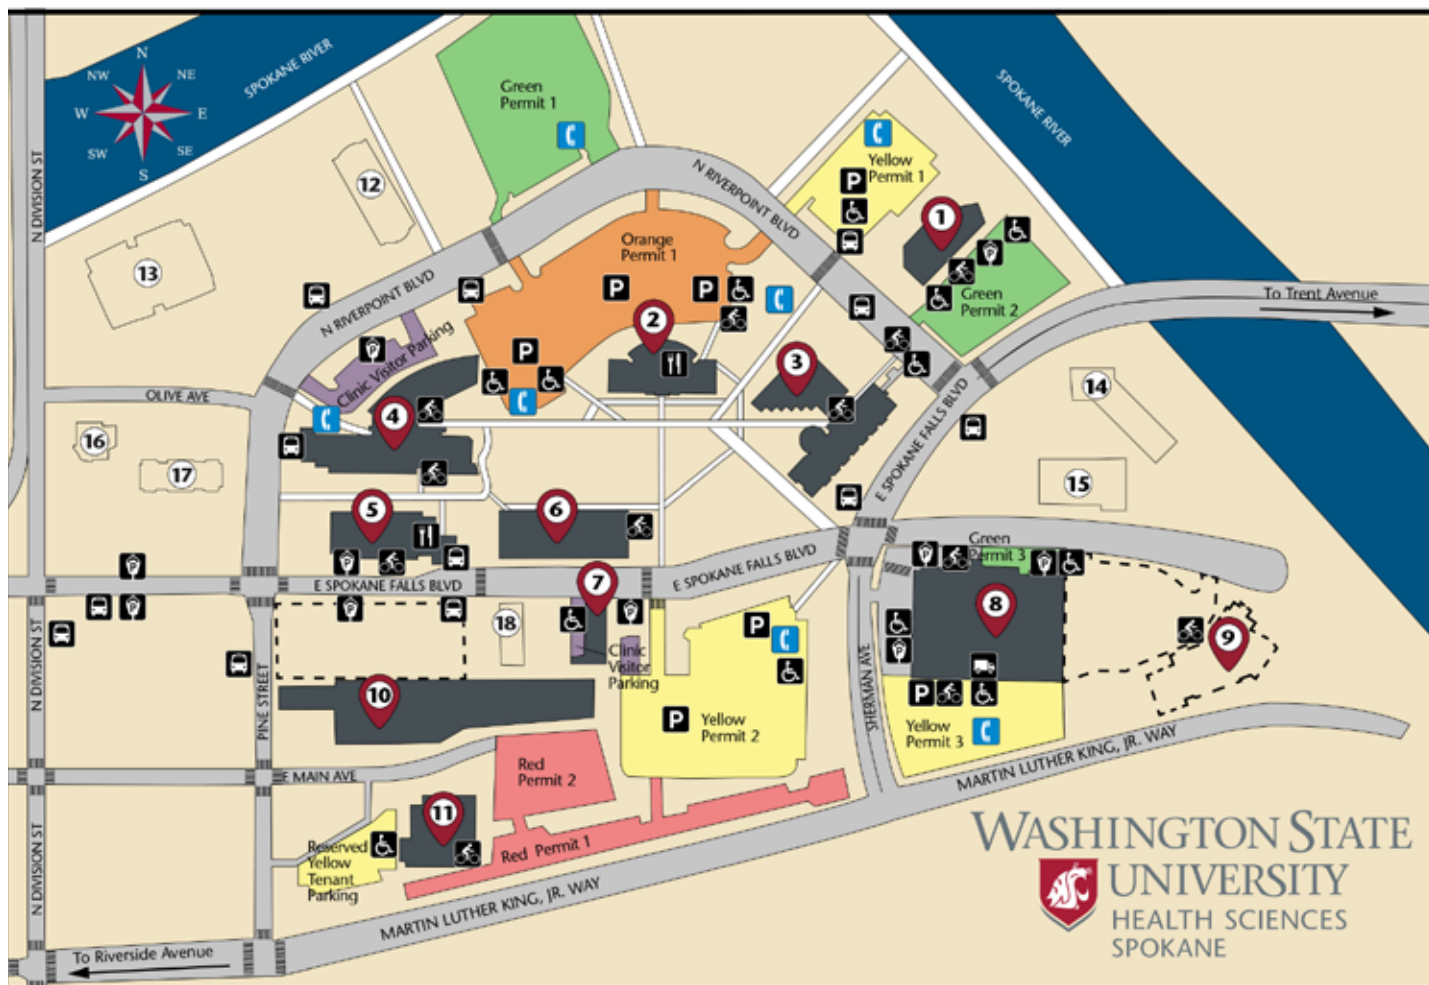 N
NW
NE
W
E
SW
SE
S
SPOKANE RIVER
SPOKANE RIVER
N DIVISION ST
Green
Permit 1
Yellow
Permit 1
P
12
1
13
N RIVERPOINT BLVD
N RIVERPOINT BLVD
Orange
Permit 1
P
P
P
Green
Permit 2
To Trent Avenue
2
P
P
3
Clinic Visitor Parking
OLIVE AVE
4
14
16
17
E SPOKANE FALLS BLVD
15
5
6
Green
Permit 3
P
P
P
P
E SPOKANE FALLS BLVD
E SPOKANE FALLS BLVD
7
P
P
P
18
P
8
9
Clinic
Visitor
Parking
P
N DIVISION ST
PINE STREET
10
P
Yellow
Permit 2
SHERMAN AVE
P
Yellow
Permit 3
MARTIN LUTHER KING, JR. WAY
E MAIN AVE
Red
Permit 2
11
Red Permit 1
Reserved
Yellow
Tenant
Parking
N DIVISION ST
MARTIN LUTHER KING, JR. WAY
To Riverside Avenue
WASHINGTON STATE
UNIVERSITY
HEALTH SCIENCES
SPOKANE